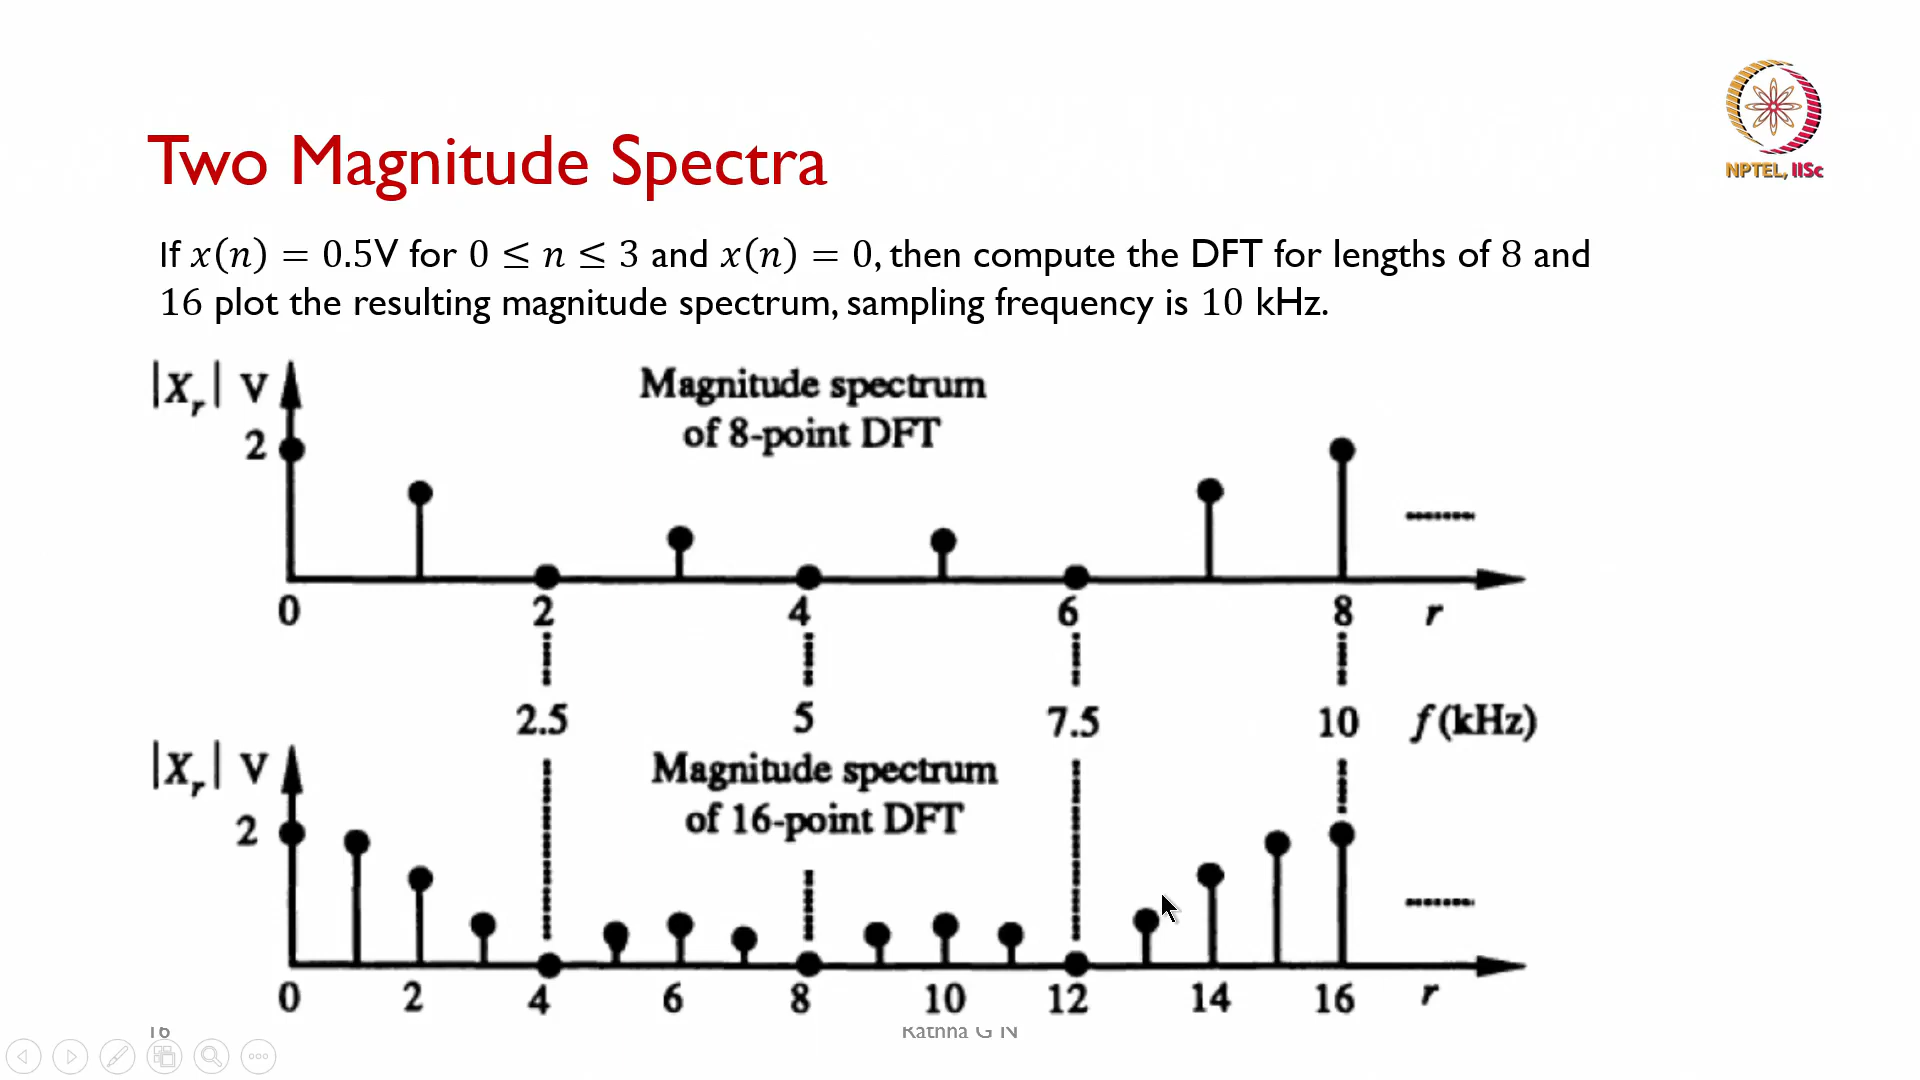 NPTEL, IISc
Two Magnitude Spectra
If x(n) = 0.5V for 0 ≤ n ≤ 3 and x(n) = 0, then compute the DFT for lengths of 8 and
16 plot the resulting magnitude spectrum, sampling frequency is 10 kHz.
|Xᵣ| V
Magnitude spectrum
of 8-point DFT
2
0 2 4 6 8 r
2.5 5 7.5 10 f(kHz)
|Xᵣ| V
Magnitude spectrum
of 16-point DFT
2
0 2 4 6 8 10 12 14 16 r
16 Rathna G N